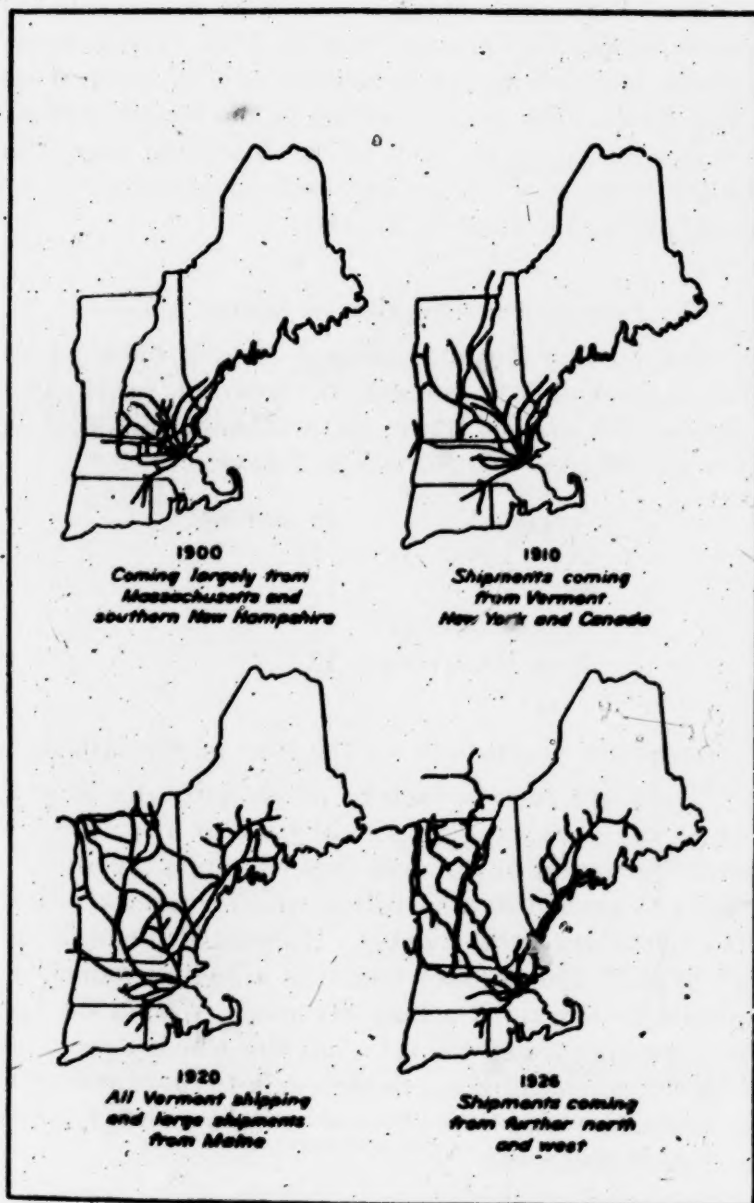 1900
Coming largely from
Massachusetts and
southern New Hampshire
1910
Shipments coming
from Vermont
New York and Canada
1920
All Vermont shipping
and large shipments
from Maine
1926
Shipments coming
from further north
and west